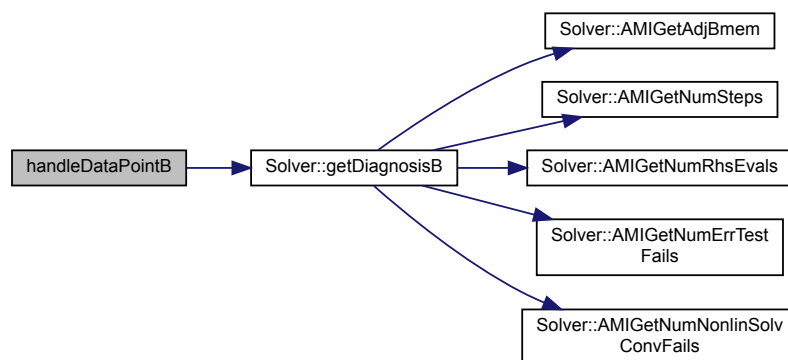 handleDataPointB
Solver::getDiagnosisB
Solver::AMIGetAdjBmem
Solver::AMIGetNumSteps
Solver::AMIGetNumRhsEvals
Solver::AMIGetNumErrTest
Fails
Solver::AMIGetNumNonlinSolv
ConvFails